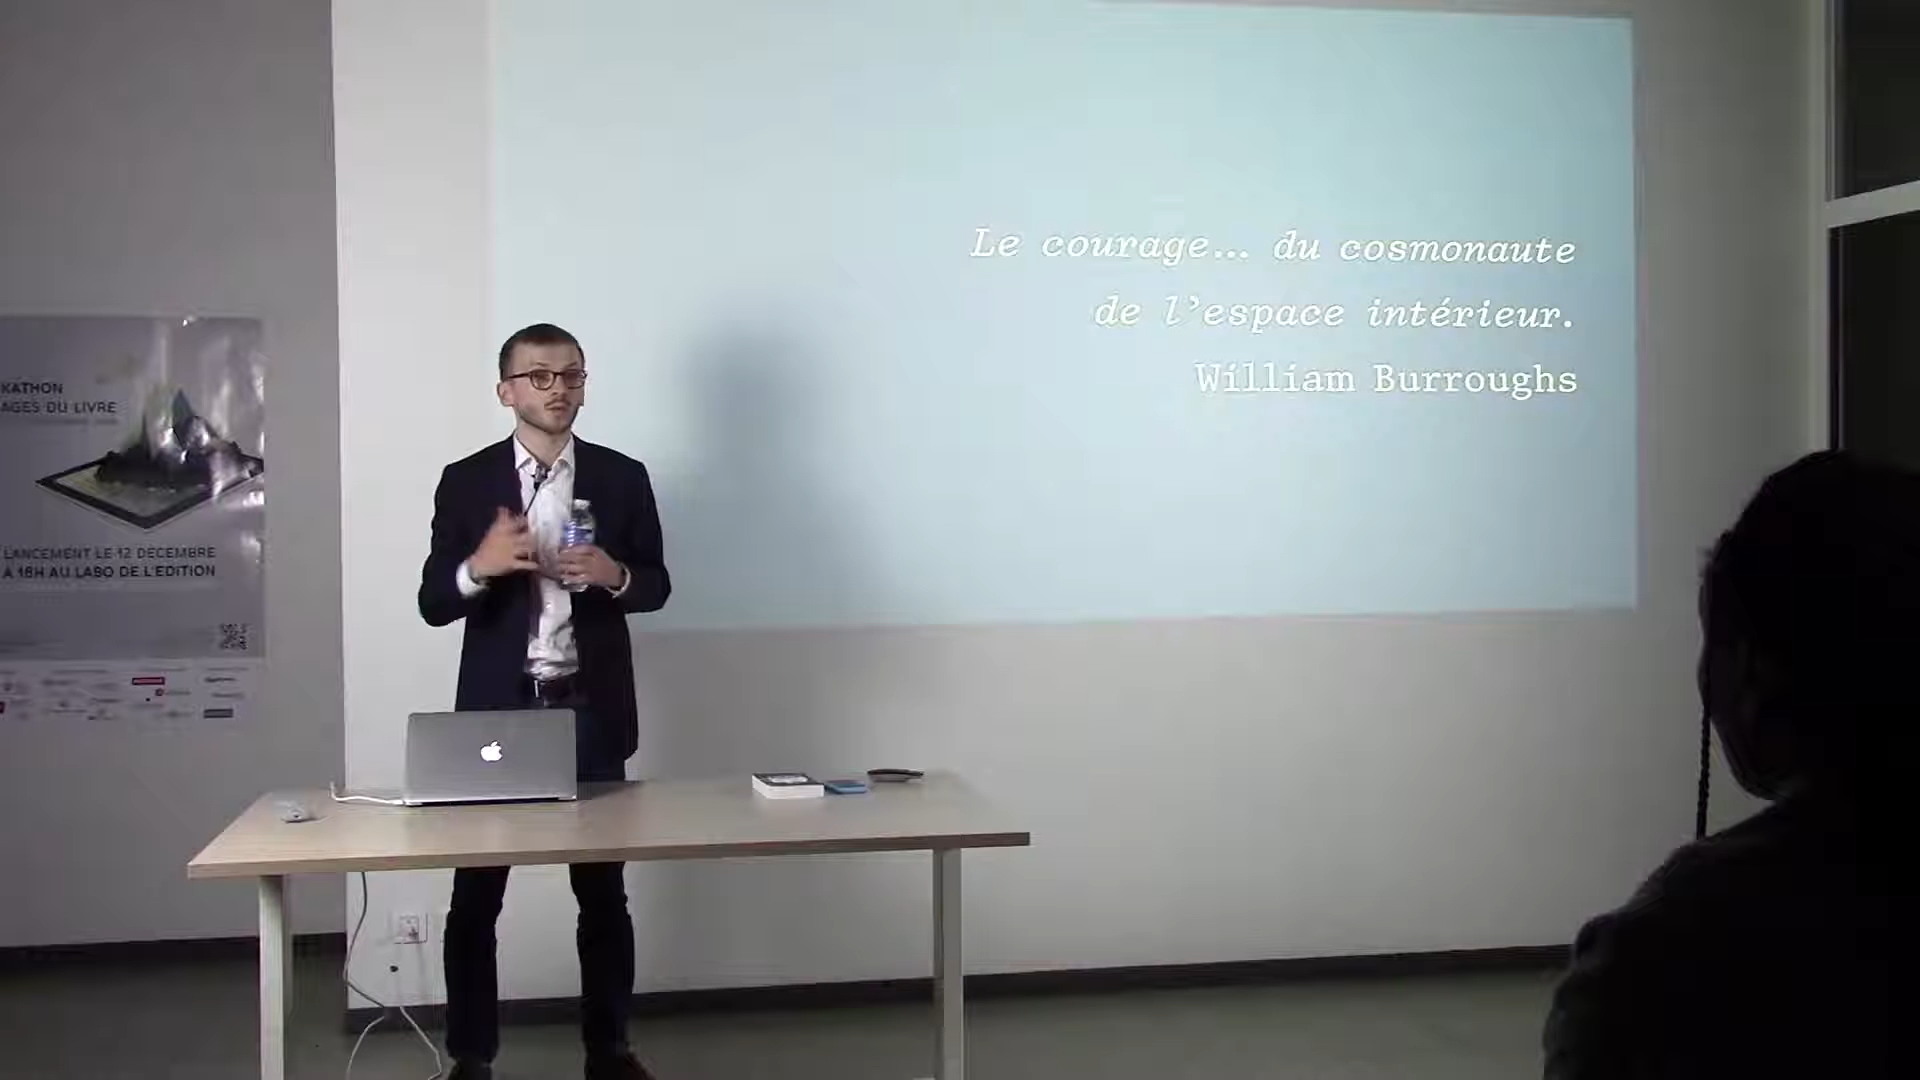 Le courage... du cosmonaute
de l'espace intérieur.
William Burroughs
KATHON
AGES DU LIVRE
LANCEMENT LE 12 DÉCEMBRE
A 18H AU LABO DE L'EDITION